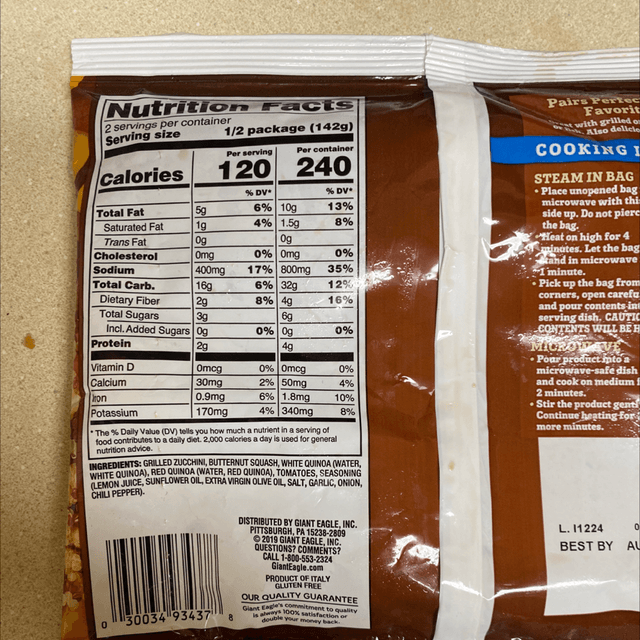 Nutrition Facts
2 servings per container
Serving size 1/2 package (142g)
Per serving Per container
Calories 120 240
% DV* % DV*
Total Fat 5g 6% 10g 13%
Saturated Fat 1g 4% 1.5g 8%
Trans Fat 0g 0g
Cholesterol 0mg 0% 0mg 0%
Sodium 400mg 17% 800mg 35%
Total Carb. 16g 6% 32g 12%
Dietary Fiber 2g 8% 4g 16%
Total Sugars 3g 6g
Incl. Added Sugars 0g 0% 0g 0%
Protein 2g 4g
Vitamin D 0mcg 0% 0mcg 0%
Calcium 30mg 2% 50mg 4%
Iron 0.9mg 6% 1.8mg 10%
Potassium 170mg 4% 340mg 8%
* The % Daily Value (DV) tells you how much a nutrient in a serving of
food contributes to a daily diet. 2,000 calories a day is used for general
nutrition advice.
INGREDIENTS: GRILLED ZUCCHINI, BUTTERNUT SQUASH, WHITE QUINOA (WATER,
WHITE QUINOA), RED QUINOA (WATER, RED QUINOA), TOMATOES, SEASONING
(LEMON JUICE, SUNFLOWER OIL, EXTRA VIRGIN OLIVE OIL, SALT, GARLIC, ONION,
CHILI PEPPER).
DISTRIBUTED BY GIANT EAGLE, INC.
PITTSBURGH, PA 15238-2809
© 2019 GIANT EAGLE, INC.
QUESTIONS? COMMENTS?
CALL 1-800-553-2324
GiantEagle.com
PRODUCT OF ITALY
GLUTEN FREE
OUR QUALITY GUARANTEE
Giant Eagle's commitment to quality
is always 100% satisfaction or
double your money back.
0 30034 93437 8
Pairs
Favorit
with grilled
Also
COOKING
STEAM IN BAG
• Place unopened bag
microwave with
side up. Do not
the bag.
• Heat on high for 4
minutes. Let the bag
stand in microwave
1 minute.
• Pick up the bag from
corners, open
and pour
serving dish.
CONTENTS WILL BE
MICROWAVE
• Pour product into a
microwave-safe dish
and cook on medium
2 minutes.
• Stir the product
Continue heating for
more minutes.
L. I1224
BEST BY AU